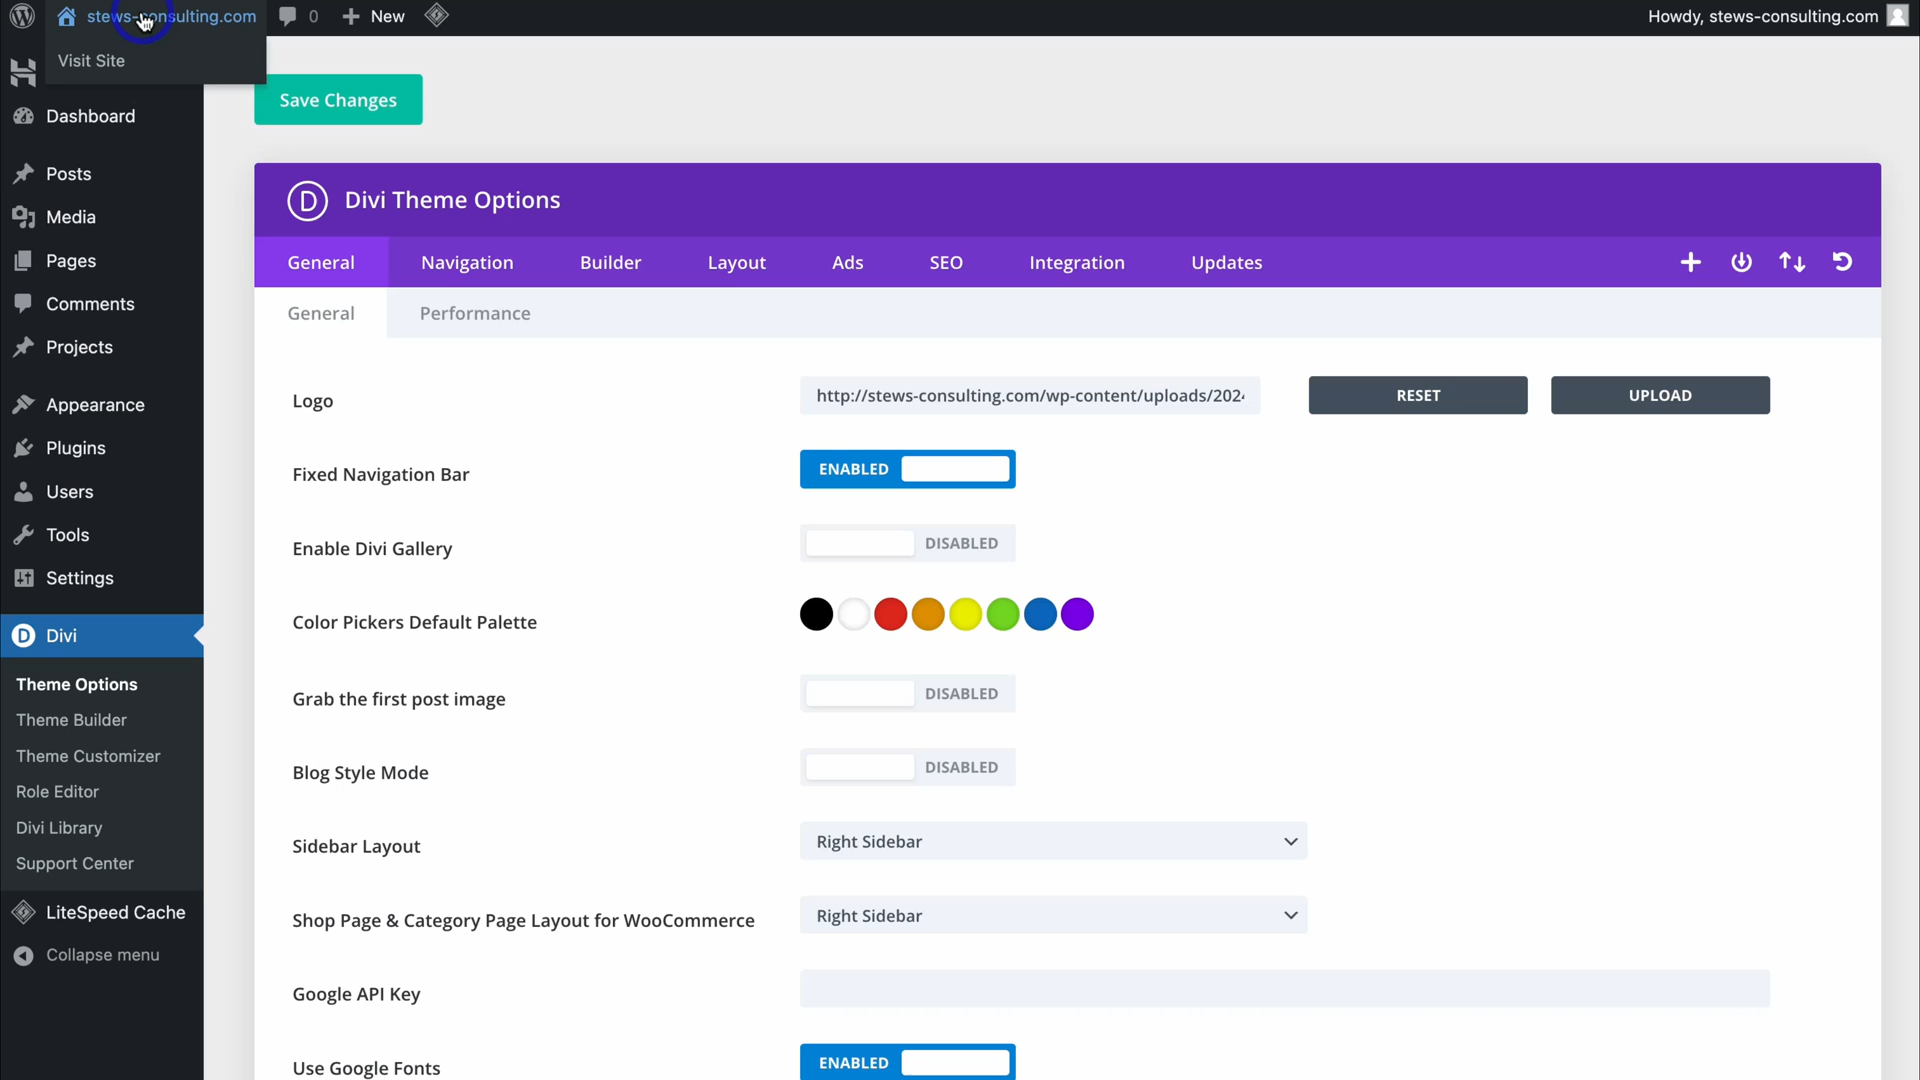 stews-consulting.com 0 New Howdy, stews-consulting.com
Visit Site
Dashboard
Posts
Media
Pages
Comments
Projects
Appearance
Plugins
Users
Tools
Settings
Divi
Theme Options
Theme Builder
Theme Customizer
Role Editor
Divi Library
Support Center
LiteSpeed Cache
Collapse menu
Save Changes
Divi Theme Options
General Navigation Builder Layout Ads SEO Integration Updates
General Performance
Logo http://stews-consulting.com/wp-content/uploads/202 RESET UPLOAD
Fixed Navigation Bar ENABLED
Enable Divi Gallery DISABLED
Color Pickers Default Palette
Grab the first post image DISABLED
Blog Style Mode DISABLED
Sidebar Layout Right Sidebar
Shop Page & Category Page Layout for WooCommerce Right Sidebar
Google API Key
Use Google Fonts ENABLED